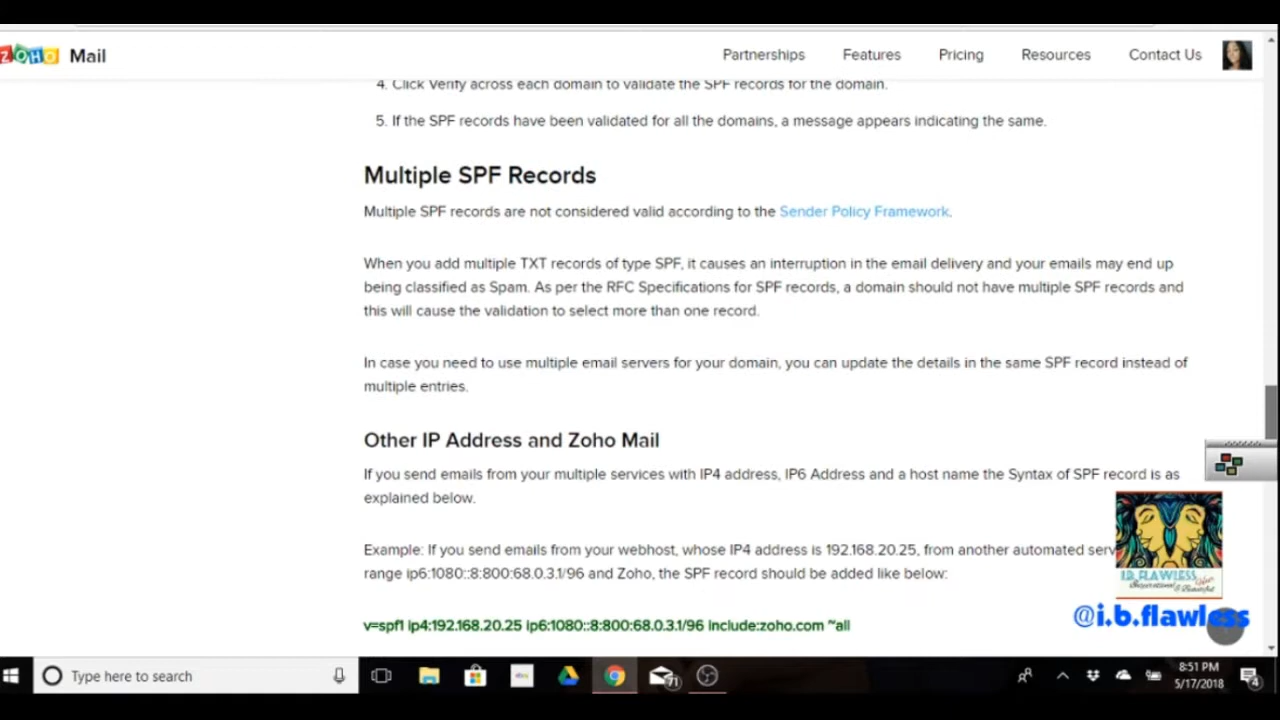 ZOHO Mail
Partnerships Features Pricing Resources Contact Us
4. Click Verify across each domain to validate the SPF records for the domain.
5. If the SPF records have been validated for all the domains, a message appears indicating the same.
Multiple SPF Records
Multiple SPF records are not considered valid according to the Sender Policy Framework.
When you add multiple TXT records of type SPF, it causes an interruption in the email delivery and your emails may end up
being classified as Spam. As per the RFC Specifications for SPF records, a domain should not have multiple SPF records and
this will cause the validation to select more than one record.
In case you need to use multiple email servers for your domain, you can update the details in the same SPF record instead of
multiple entries.
Other IP Address and Zoho Mail
If you send emails from your multiple services with IP4 address, IP6 Address and a host name the Syntax of SPF record is as
explained below.
Example: If you send emails from your webhost, whose IP4 address is 192.168.20.25, from another automated serv
range ip6:1080::8:800:68.0.3.1/96 and Zoho, the SPF record should be added like below:
I.B. FLAWLESS
@i.b.flawless
v=spf1 ip4:192.168.20.25 ip6:1080::8:800:68.0.3.1/96 include:zoho.com ~all
Type here to search
ebay
71
8:51 PM
5/17/2018
4